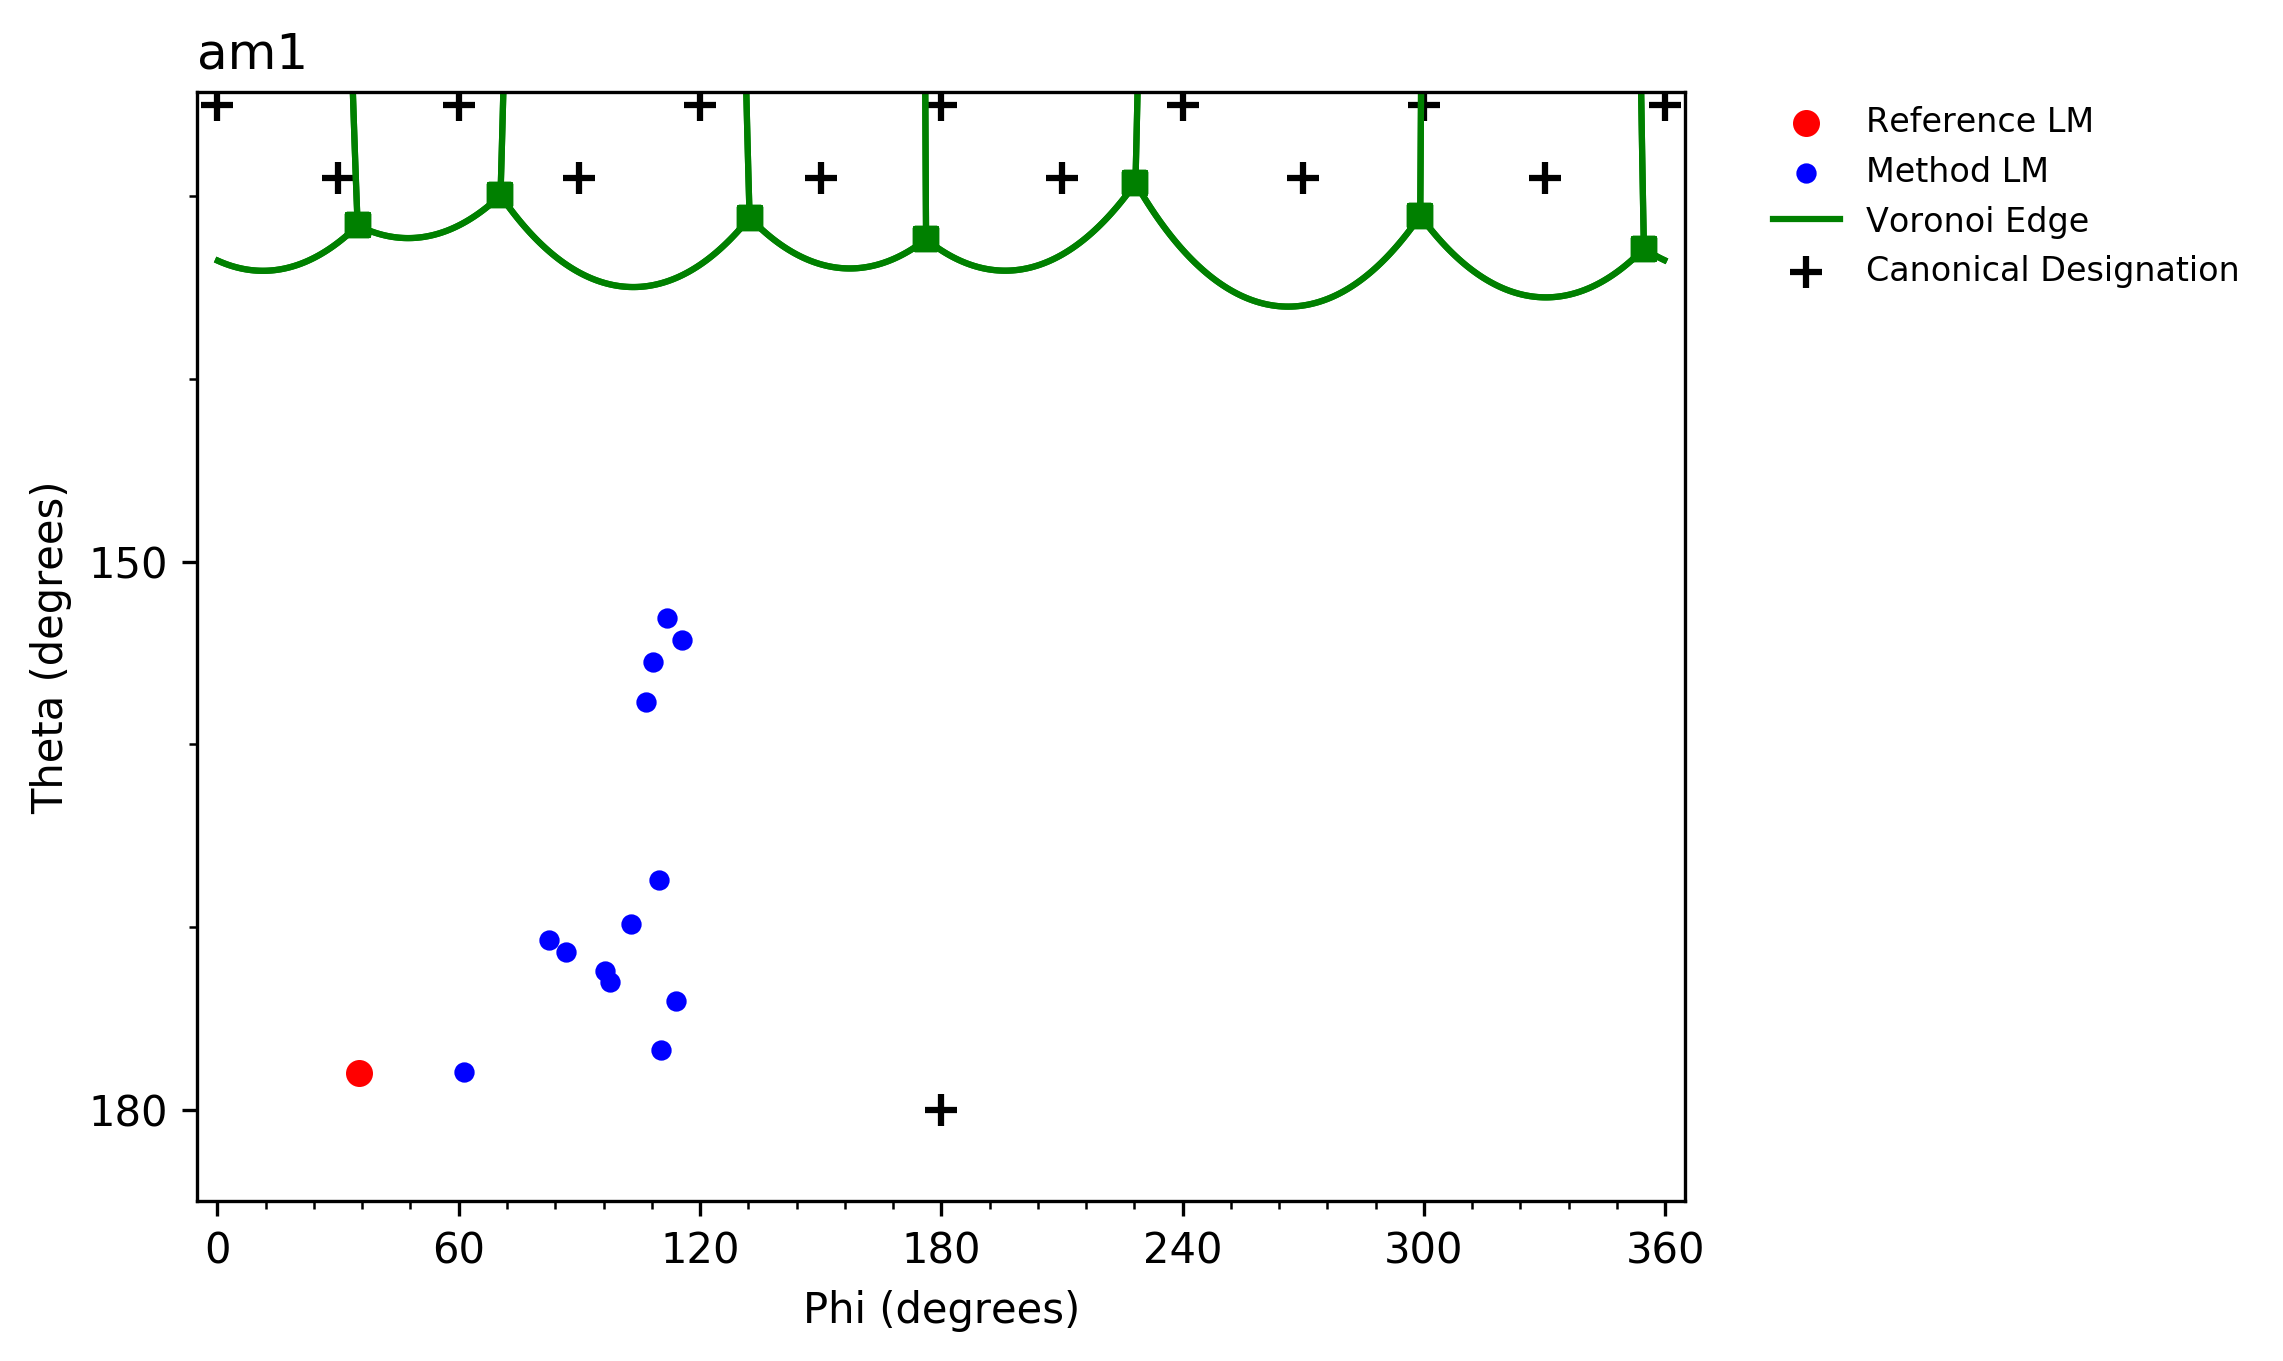 am1
Reference LM
Method LM
Voronoi Edge
Canonical Designation
Theta (degrees)
150
180
0 60 120 180 240 300 360
Phi (degrees)